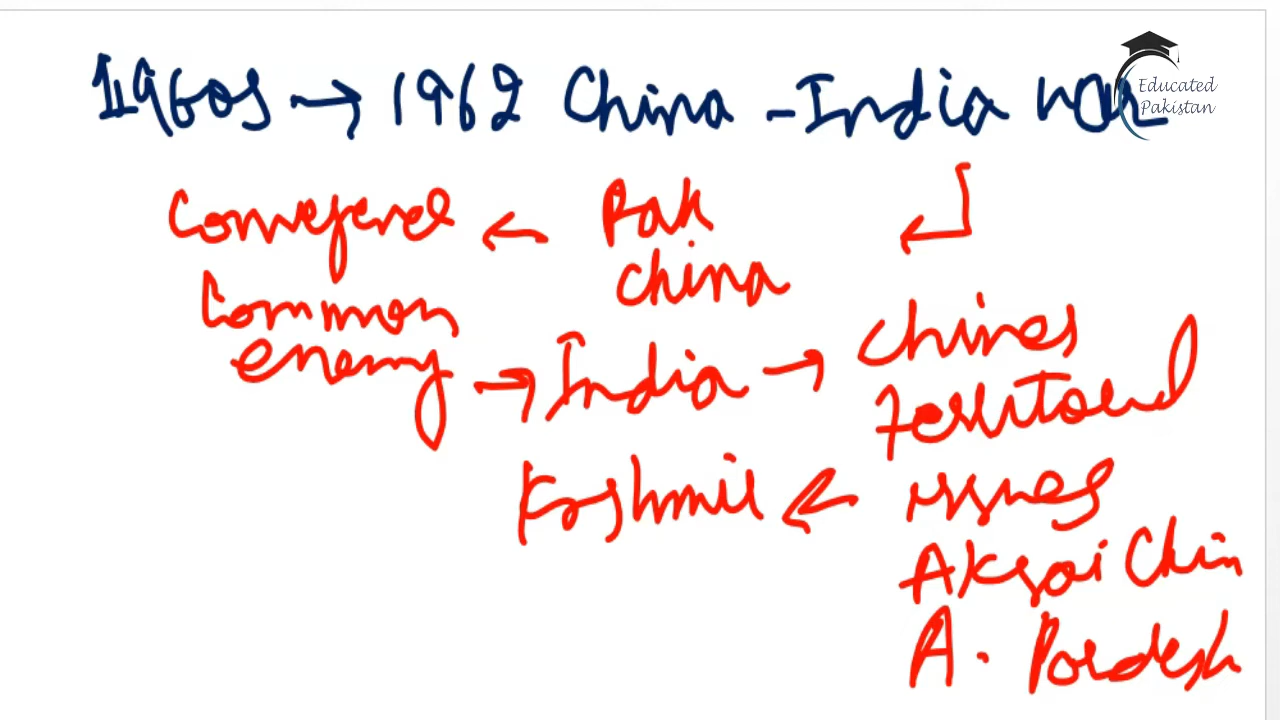 1960s → 1962 China - India war
Educated
Pakistan
Convergence ← Pak
China
Common
enemy → India → Chines
Territorial
issues
Kashmir ←
Aksai Chin
A. Pradesh